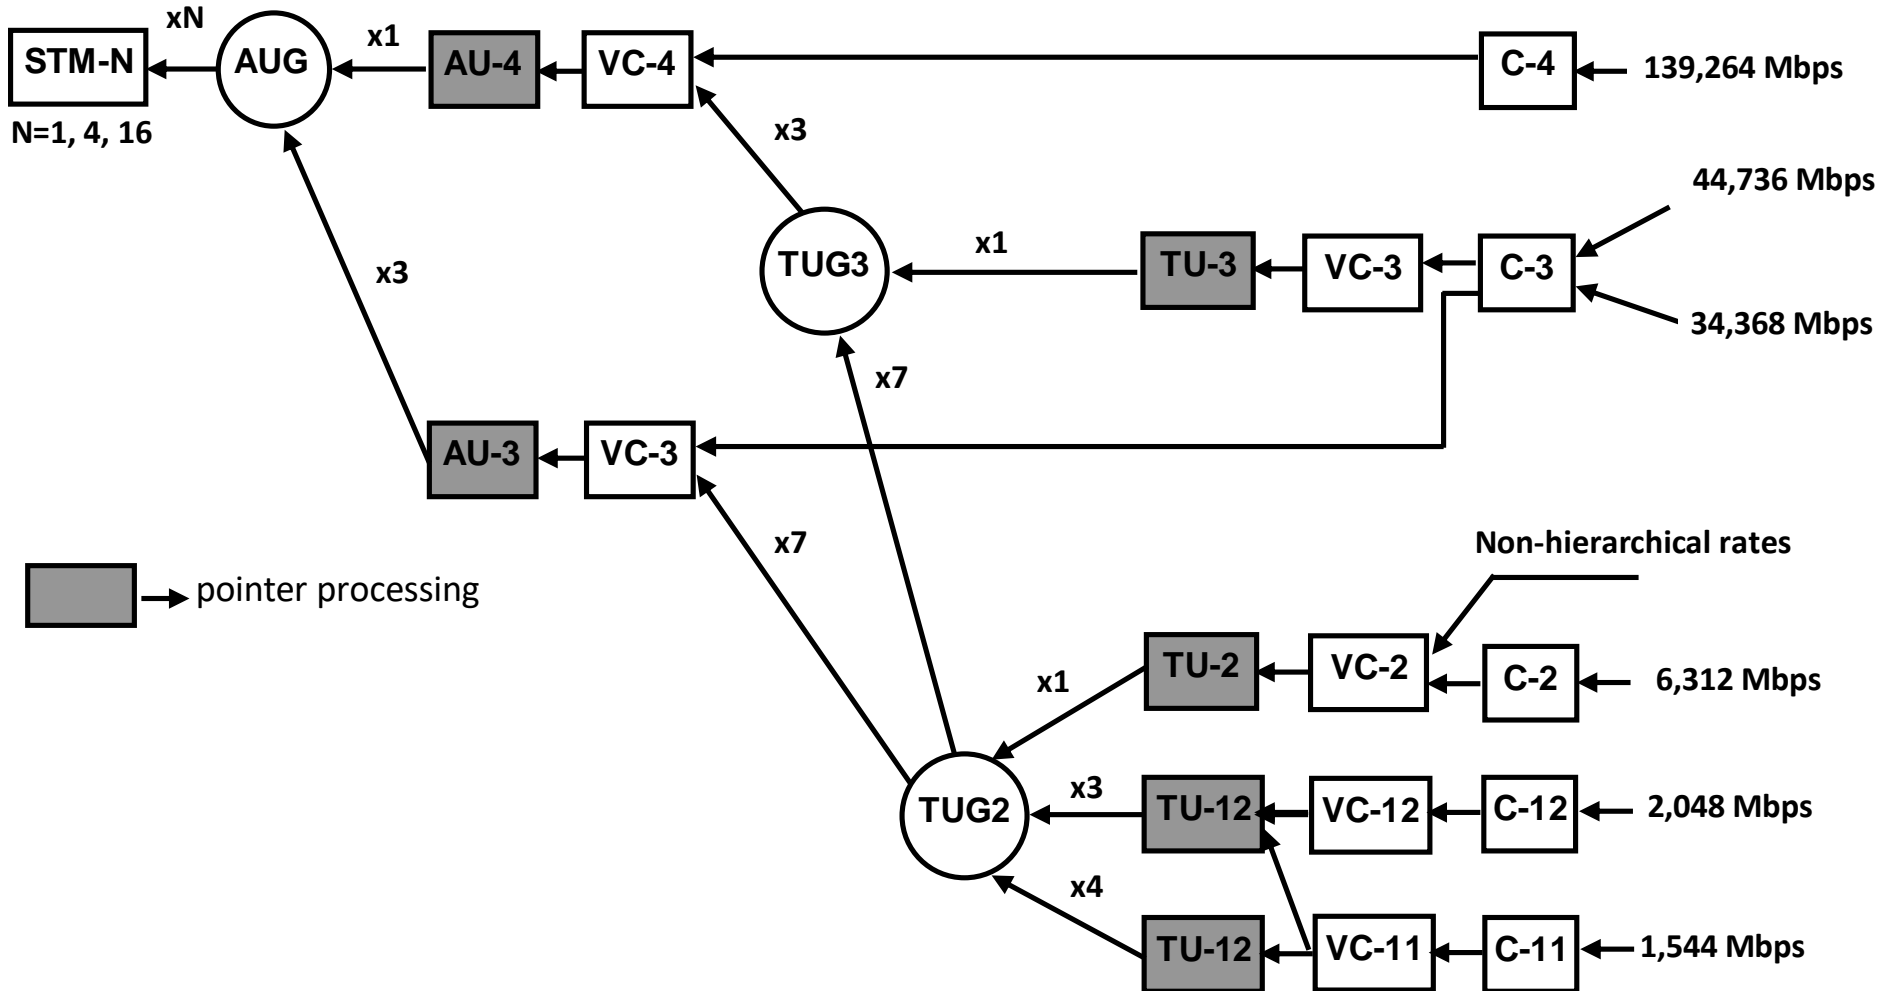 xN
x1
STM-N
AUG
AU-4
VC-4
C-4
139,264 Mbps
N=1, 4, 16
x3
44,736 Mbps
x3
TUG3
x1
TU-3
VC-3
C-3
34,368 Mbps
x7
AU-3
VC-3
x7
Non-hierarchical rates
pointer processing
x1
TU-2
VC-2
C-2
6,312 Mbps
TUG2
x3
TU-12
VC-12
C-12
2,048 Mbps
x4
TU-12
VC-11
C-11
1,544 Mbps